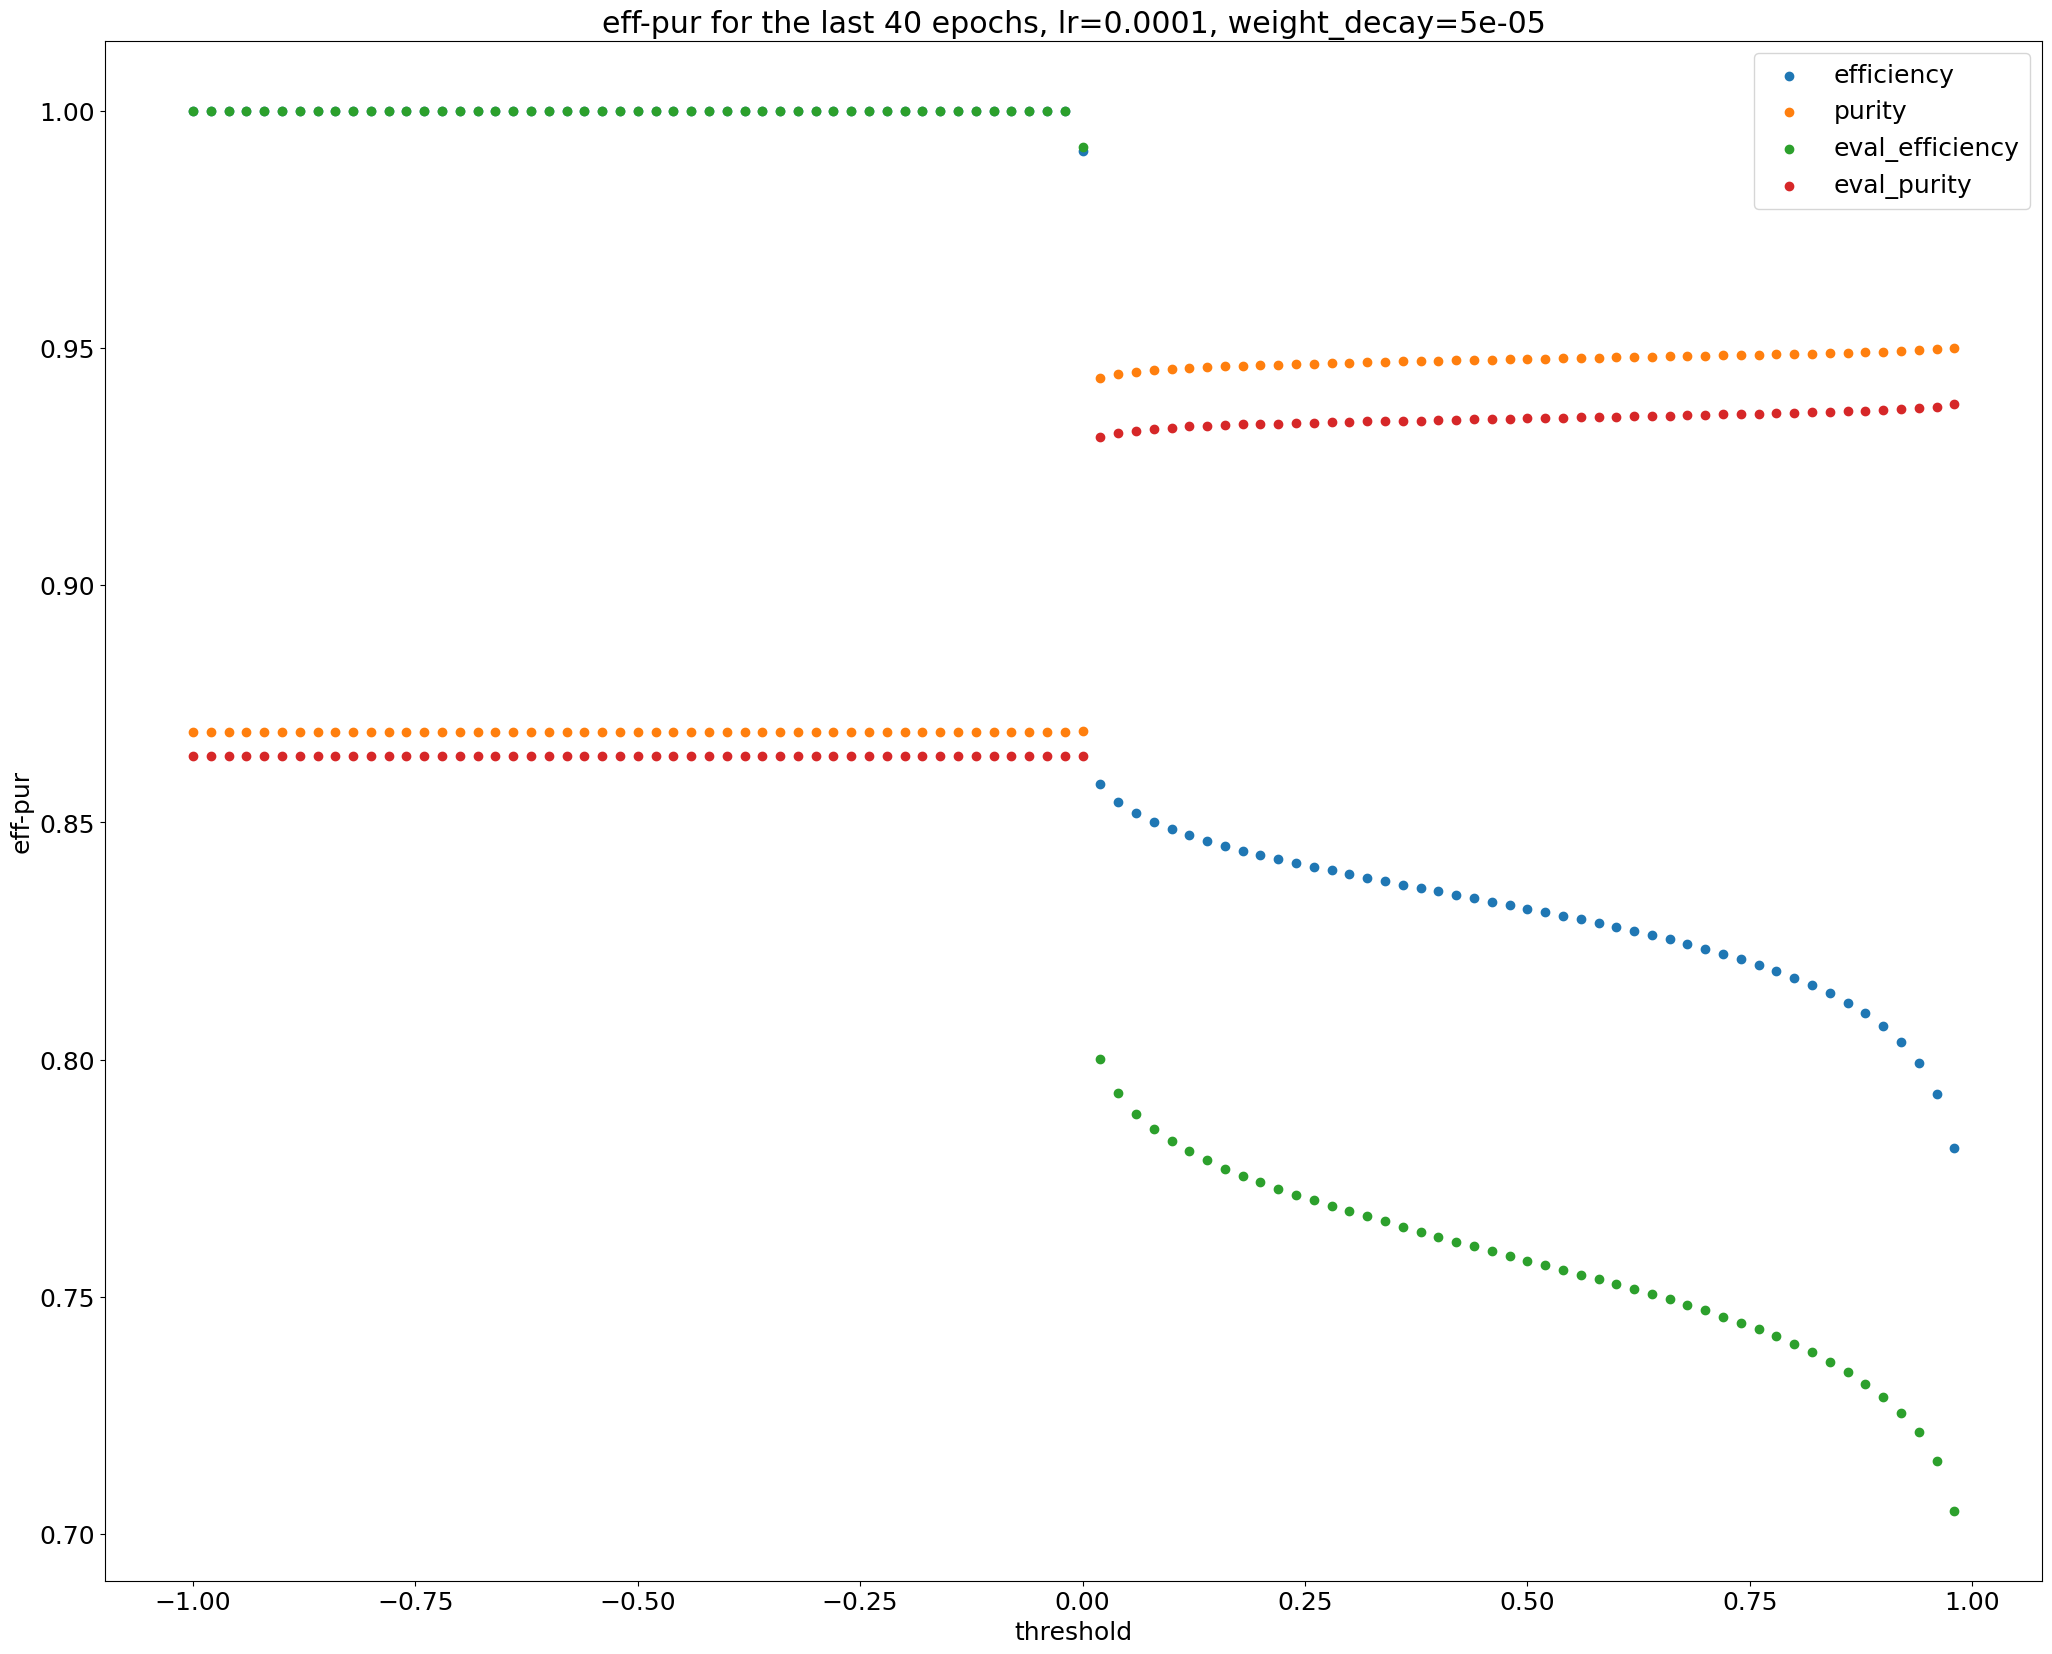 eff-pur for the last 40 epochs, lr=0.0001, weight_decay=5e-05
efficiency
purity
eval_efficiency
eval_purity
eff-pur
1.00
0.95
0.90
0.85
0.80
0.75
0.70
−1.00 −0.75 −0.50 −0.25 0.00 0.25 0.50 0.75 1.00
threshold